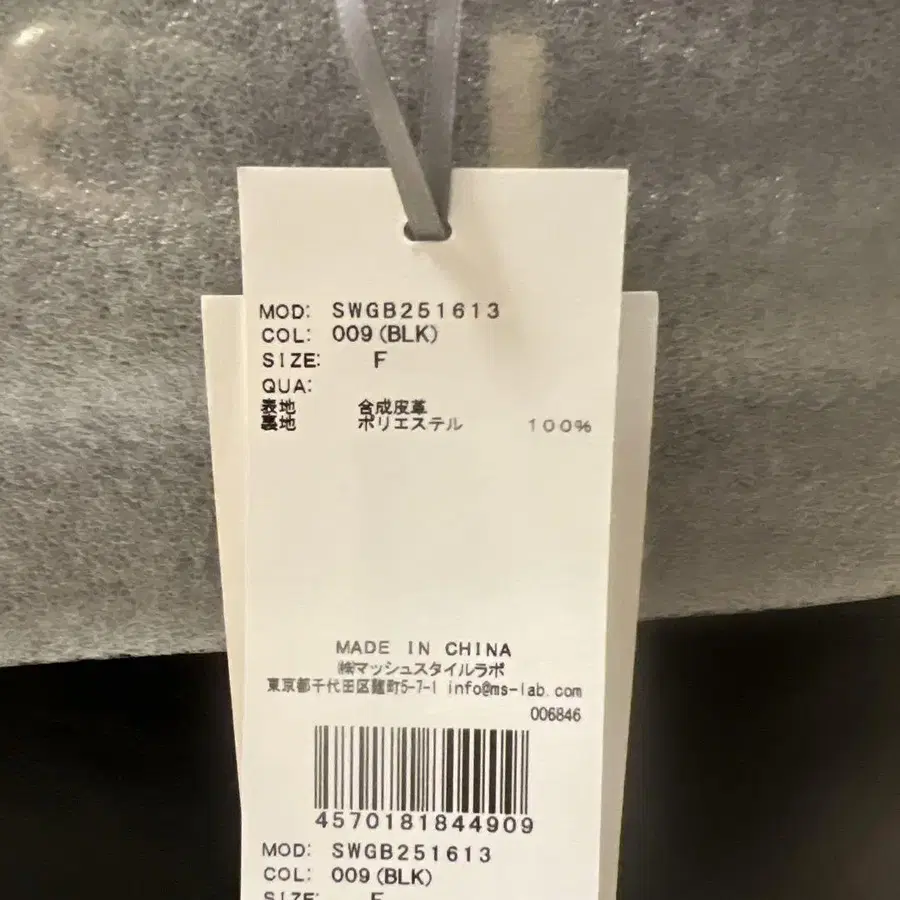 MOD: SWGB251613
COL: 009(BLK)
SIZE: F
QUA:
表地 合成皮革
裏地 ポリエステル 100%
MADE IN CHINA
㈱マッシュスタイルラボ
東京都千代田区麹町5-7-1 info@ms-lab.com
006846
4570181844909
MOD: SWGB251613
COL: 009(BLK)
SIZE: F